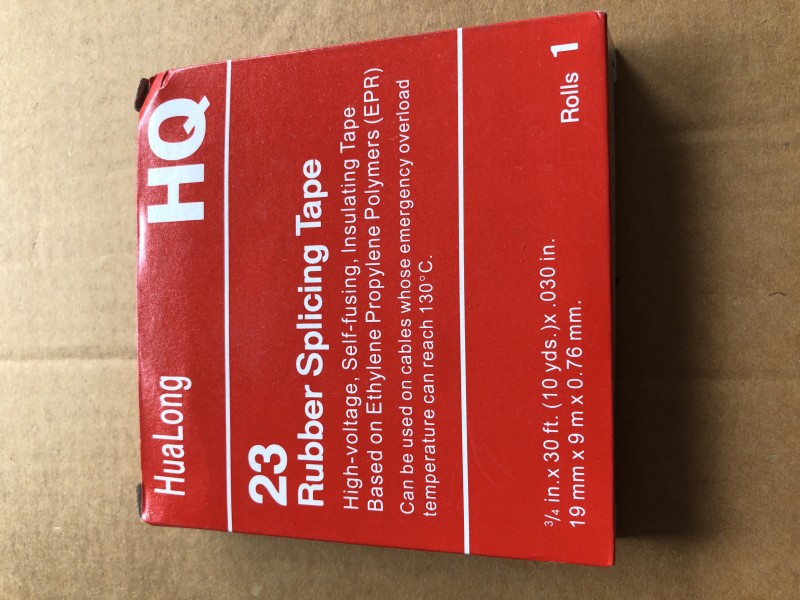 HuaLong HQ
23
Rubber Splicing Tape
High-voltage, Self-fusing, Insulating Tape
Based on Ethylene Propylene Polymers (EPR)
Can be used on cables whose emergency overload
temperature can reach 130°C.
3/4 in.x 30 ft. (10 yds.)x .030 in.
19 mm x 9 m x 0.76 mm.
Rolls 1